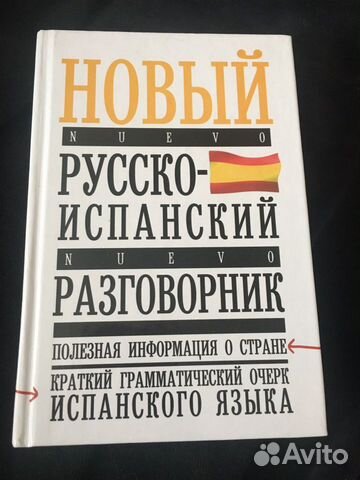 НОВЫЙ
NUEVO
РУССКО-
ИСПАНСКИЙ
NUEVO
РАЗГОВОРНИК
ПОЛЕЗНАЯ ИНФОРМАЦИЯ О СТРАНЕ
КРАТКИЙ ГРАММАТИЧЕСКИЙ ОЧЕРК
ИСПАНСКОГО ЯЗЫКА
Avito